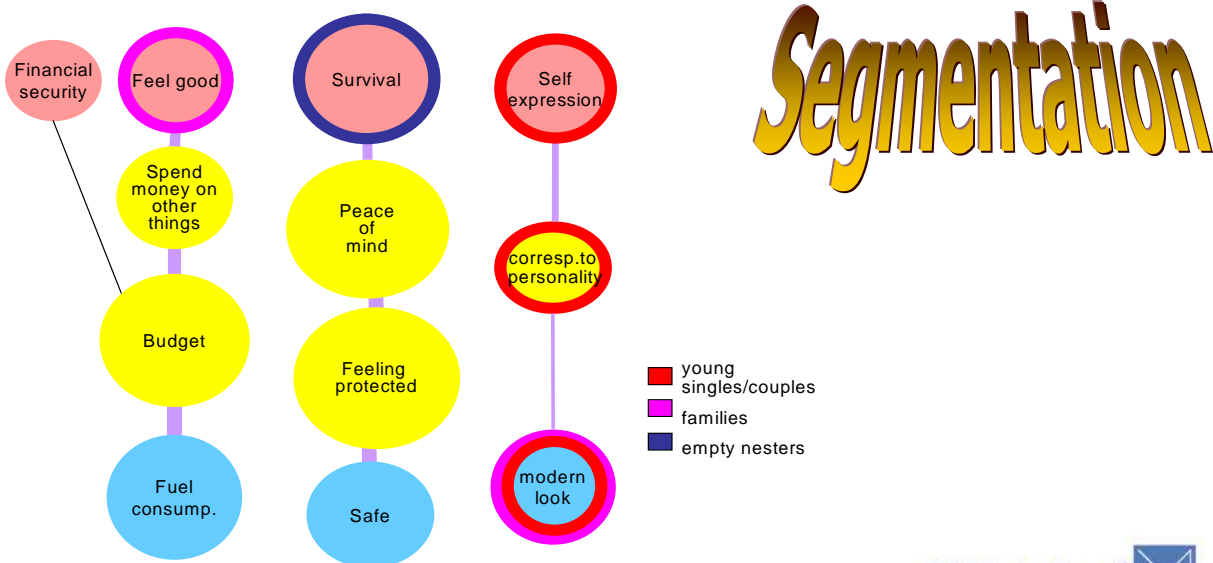 Segmentation
Financial
security
Feel good
Survival
Self
expression
Spend
money on
other
things
Peace
of
mind
corresp.to
personality
Budget
Feeling
protected
young
singles/couples
families
empty nesters
Fuel
consump.
Safe
modern
look